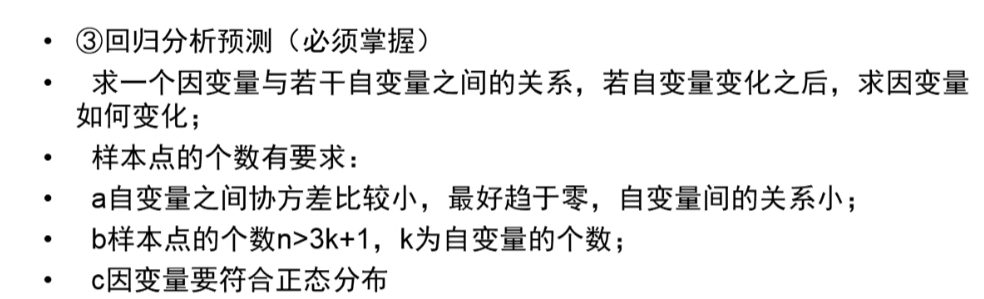 • ③回归分析预测（必须掌握）
• 求一个因变量与若干自变量之间的关系，若自变量变化之后，求因变量
如何变化；
• 样本点的个数有要求：
• a自变量之间协方差比较小，最好趋于零，自变量间的关系小；
• b样本点的个数n>3k+1，k为自变量的个数；
• c因变量要符合正态分布